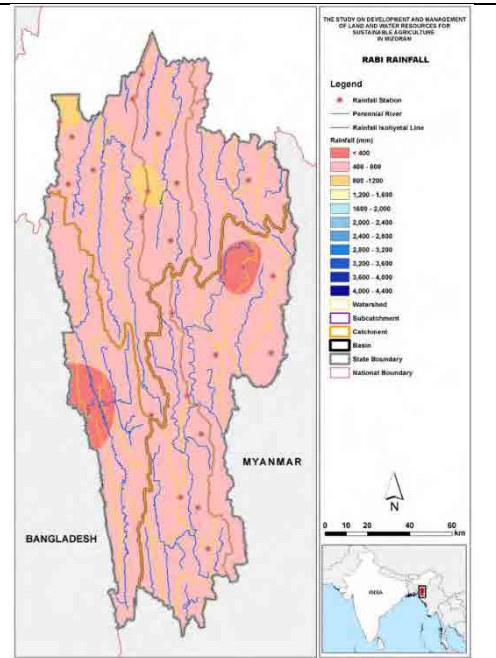 THE STUDY ON DEVELOPMENT AND MANAGEMENT
OF LAND AND WATER RESOURCES FOR
SUSTAINABLE AGRICULTURE
IN MIZORAM
RABI RAINFALL
Legend
Rainfall Station
Perennial River
Rainfall Isohyetal Line
Rainfall (mm)
< 400
400 - 800
800 -1200
1,200 - 1,600
1600 - 2,000
2,000 - 2,400
2,400 - 2,800
2,800 - 3,200
3,200 - 3,600
3,600 - 4,000
4,000 - 4,400
Watershed
Subcatchment
Catchment
Basin
State Boundary
National Boundary
MYANMAR
BANGLADESH
N
0 10 20 40 60
km
INDIA